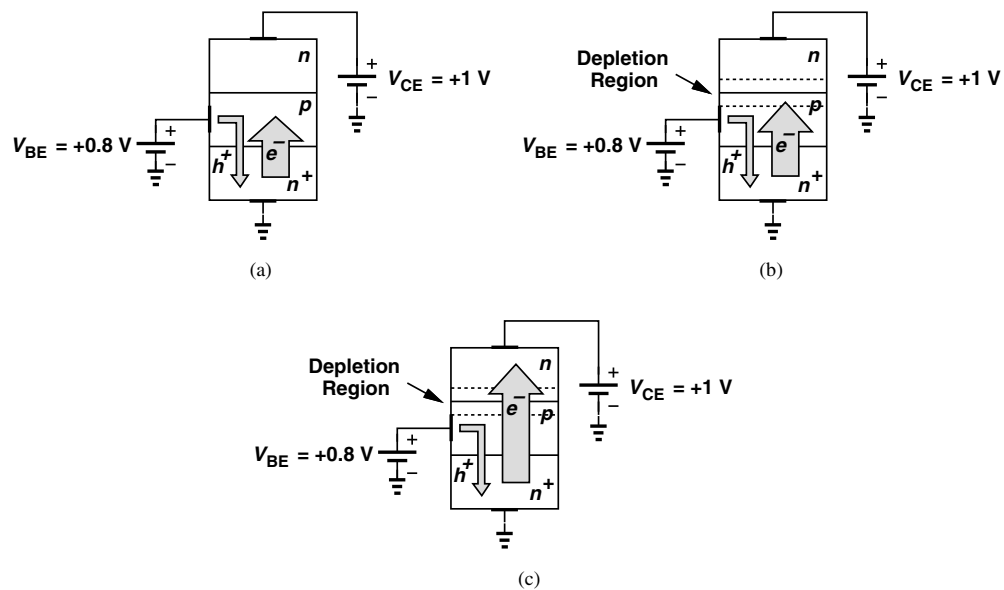 n
p
V_CE = +1 V
+
−
V_BE = +0.8 V
+
−
h+
e−
n+
(a)
Depletion
Region
n
p
V_CE = +1 V
+
−
V_BE = +0.8 V
+
−
h+
e−
n+
(b)
Depletion
Region
n
e− p
V_CE = +1 V
+
−
V_BE = +0.8 V
+
−
h+
n+
(c)